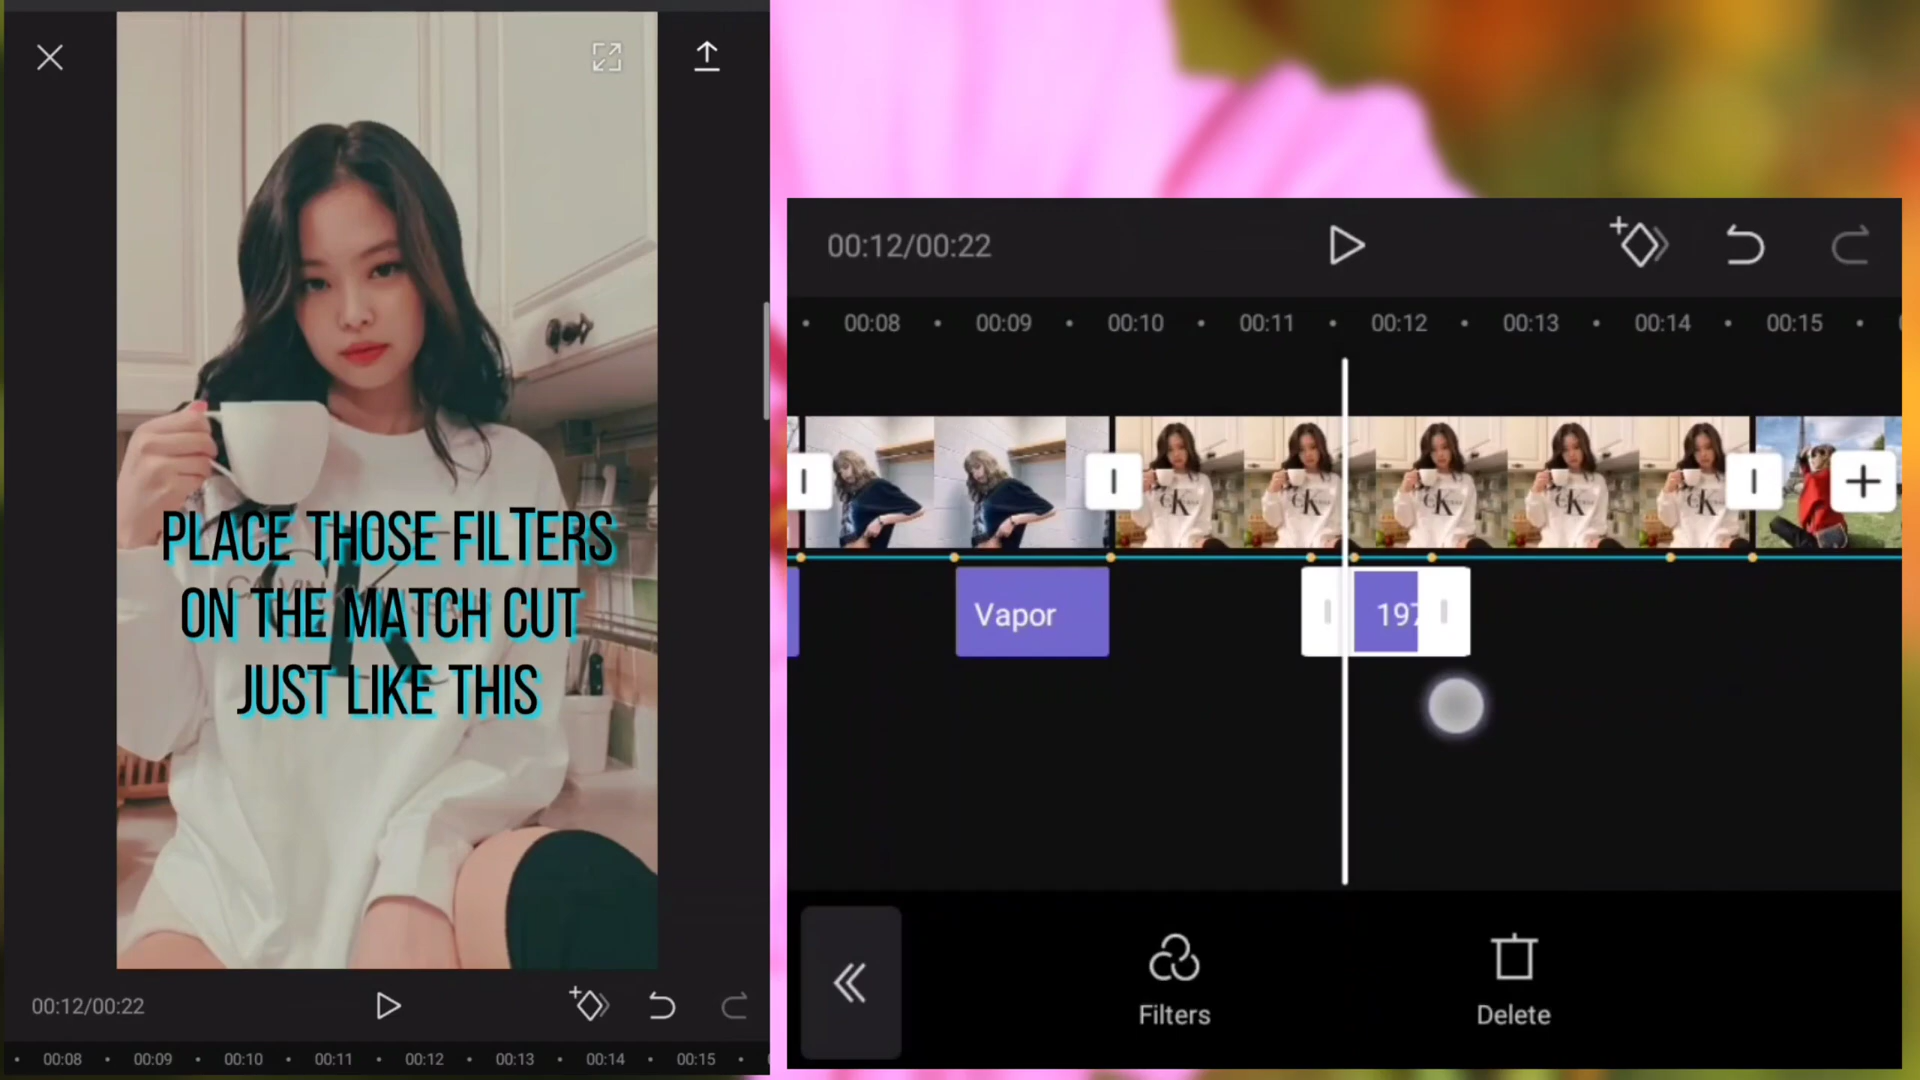 PLACE THOSE FILTERS
ON THE MATCH CUT
JUST LIKE THIS
00:12/00:22
00:08 00:09 00:10 00:11 00:12 00:13 00:14 00:15
00:12/00:22
00:08 00:09 00:10 00:11 00:12 00:13 00:14 00:15
Vapor
197
Filters
Delete